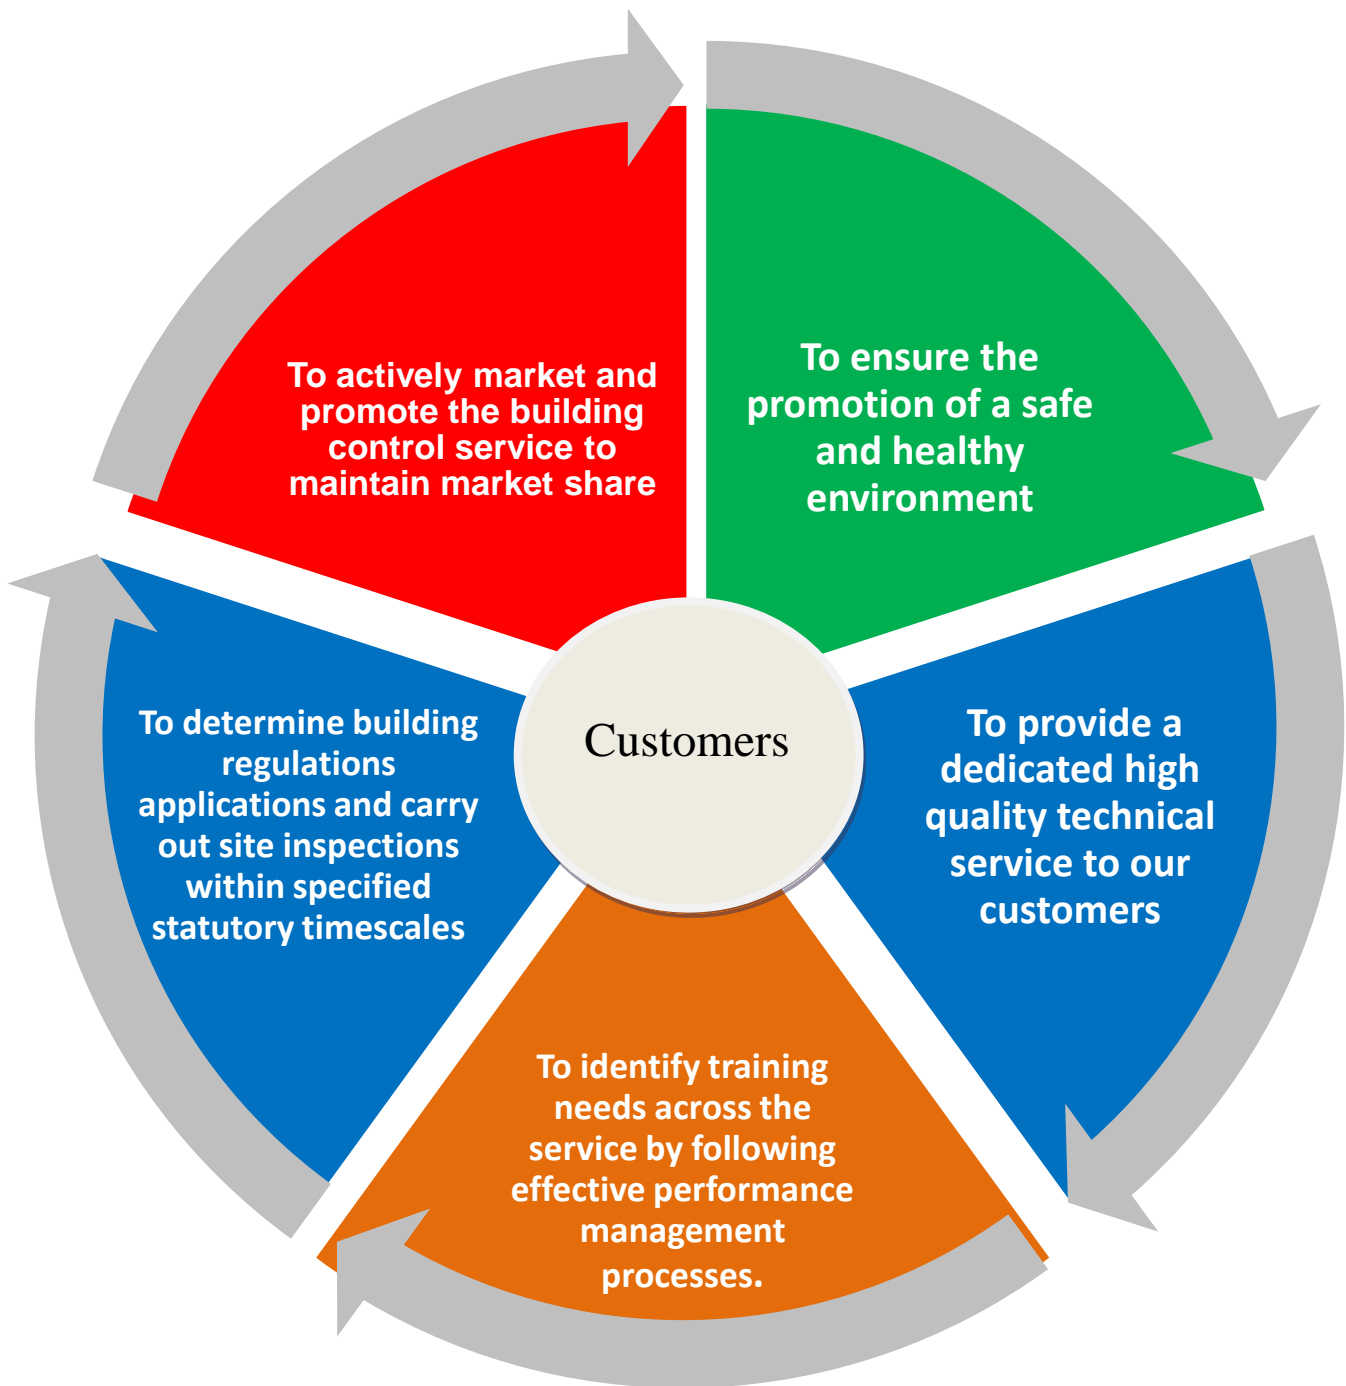 To actively market and
promote the building
control service to
maintain market share
To ensure the
promotion of a safe
and healthy
environment
Customers
To determine building
regulations
applications and carry
out site inspections
within specified
statutory timescales
To provide a
dedicated high
quality technical
service to our
customers
To identify training
needs across the
service by following
effective performance
management
processes.